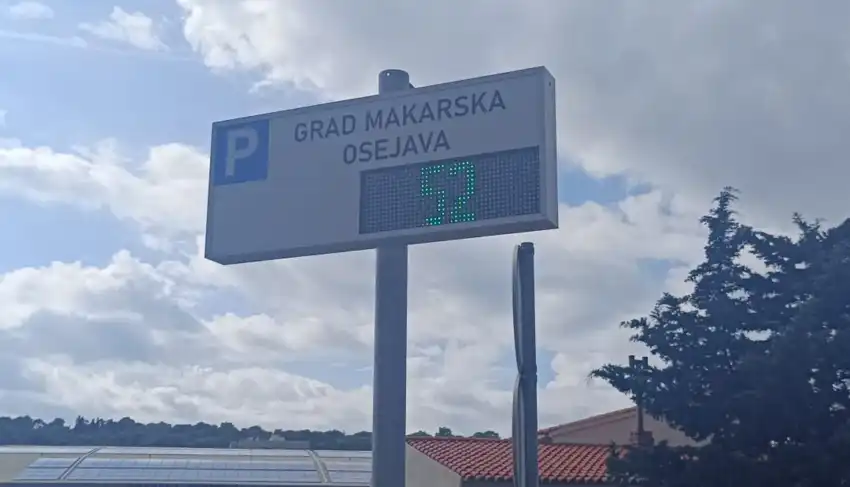 P
GRAD MAKARSKA
OSEJAVA
52